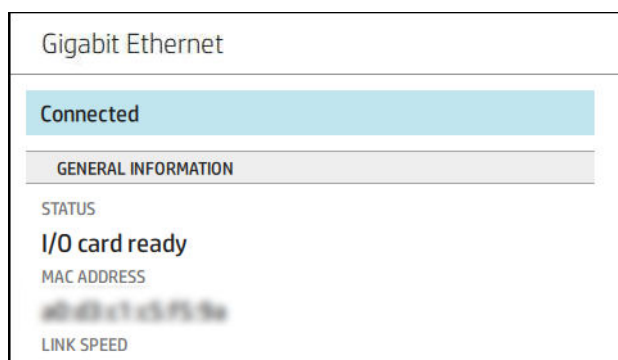 Gigabit Ethernet
Connected
GENERAL INFORMATION
STATUS
I/O card ready
MAC ADDRESS
LINK SPEED